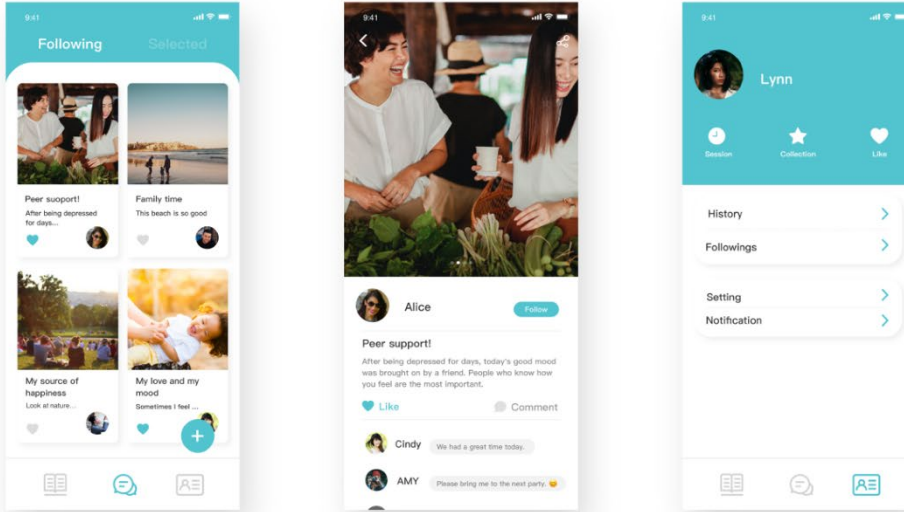 9:41
Following Selected
Peer suoport!
After being depressed
for days...
Family time
This beach is so good
My source of
happiness
Look at nature...
My love and my
mood
Sometimes I feel ...
9:41
Alice
Follow
Peer support!
After being depressed for days, today's good mood
was brought on by a friend. People who know how
you feel are the most important.
Like
Comment
Cindy
We had a great time today.
AMY
Please bring me to the next party. 😊
9:41
Lynn
Session
Collection
Like
History
Followings
Setting
Notification